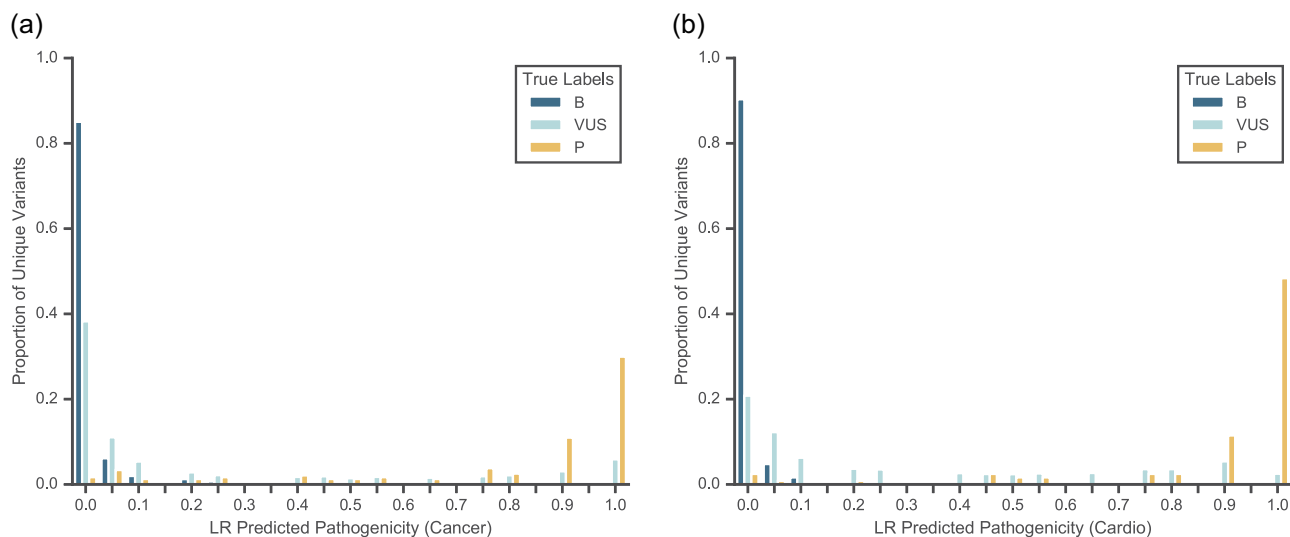 (a)
1.0
0.8
0.6
0.4
0.2
0.0
Proportion of Unique Variants
True Labels
B
VUS
P
0.0 0.1 0.2 0.3 0.4 0.5 0.6 0.7 0.8 0.9 1.0
LR Predicted Pathogenicity (Cancer)
(b)
1.0
0.8
0.6
0.4
0.2
0.0
Proportion of Unique Variants
True Labels
B
VUS
P
0.0 0.1 0.2 0.3 0.4 0.5 0.6 0.7 0.8 0.9 1.0
LR Predicted Pathogenicity (Cardio)